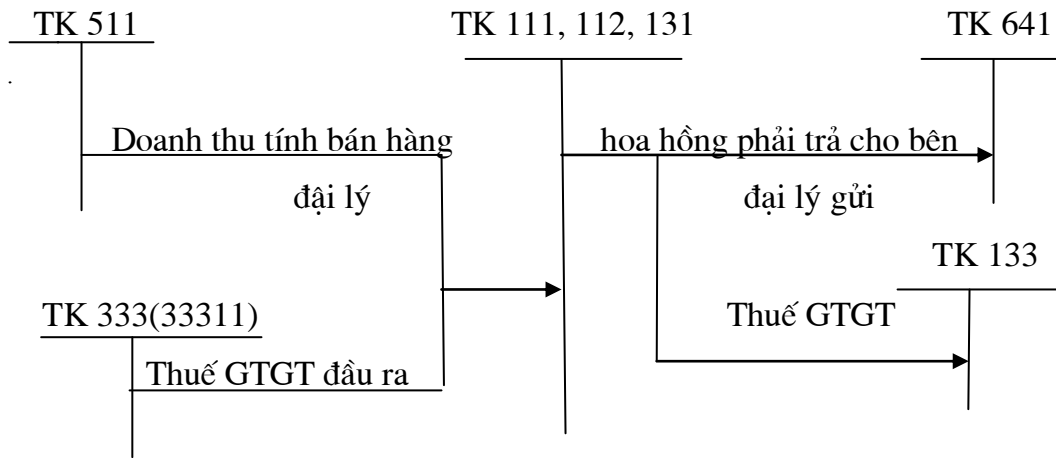 TK 511
TK 111, 112, 131
TK 641
Doanh thu tính bán hàng
đậi lý
hoa hồng phải trả cho bên
đại lý gửi
TK 133
TK 333(33311)
Thuế GTGT
Thuế GTGT đầu ra